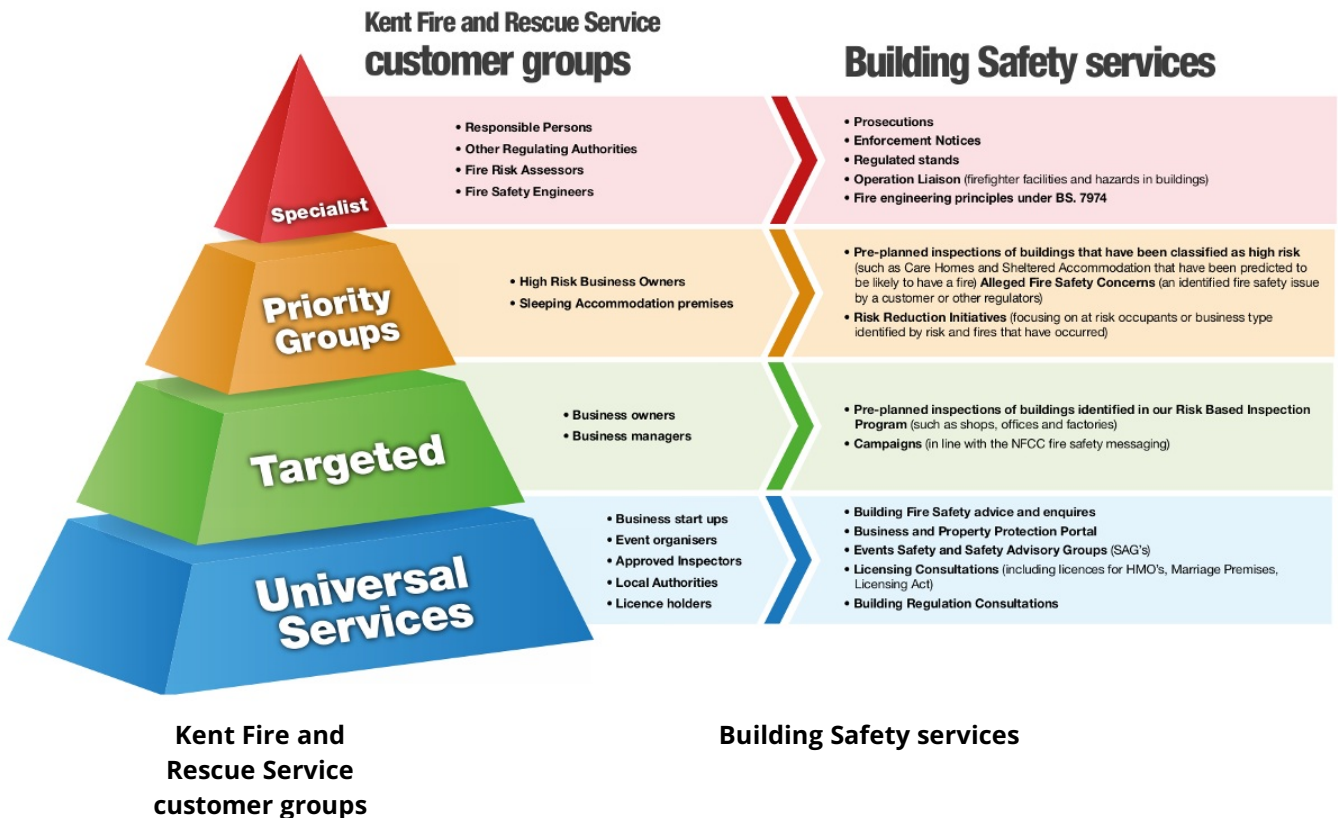 Kent Fire and Rescue Service
customer groups
Building Safety services
Specialist
• Responsible Persons
• Other Regulating Authorities
• Fire Risk Assessors
• Fire Safety Engineers
• Prosecutions
• Enforcement Notices
• Regulated stands
• Operation Liaison (firefighter facilities and hazards in buildings)
• Fire engineering principles under BS. 7974
Priority
Groups
• High Risk Business Owners
• Sleeping Accommodation premises
• Pre-planned inspections of buildings that have been classified as high risk
(such as Care Homes and Sheltered Accommodation that have been predicted to
be likely to have a fire) Alleged Fire Safety Concerns (an identified fire safety issue
by a customer or other regulators)
• Risk Reduction Initiatives (focusing on at risk occupants or business type
identified by risk and fires that have occurred)
Targeted
• Business owners
• Business managers
• Pre-planned inspections of buildings identified in our Risk Based Inspection
Program (such as shops, offices and factories)
• Campaigns (in line with the NFCC fire safety messaging)
Universal
Services
• Business start ups
• Event organisers
• Approved Inspectors
• Local Authorities
• Licence holders
• Building Fire Safety advice and enquires
• Business and Property Protection Portal
• Events Safety and Safety Advisory Groups (SAG's)
• Licensing Consultations (including licences for HMO's, Marriage Premises,
Licensing Act)
• Building Regulation Consultations
Kent Fire and
Rescue Service
customer groups
Building Safety services